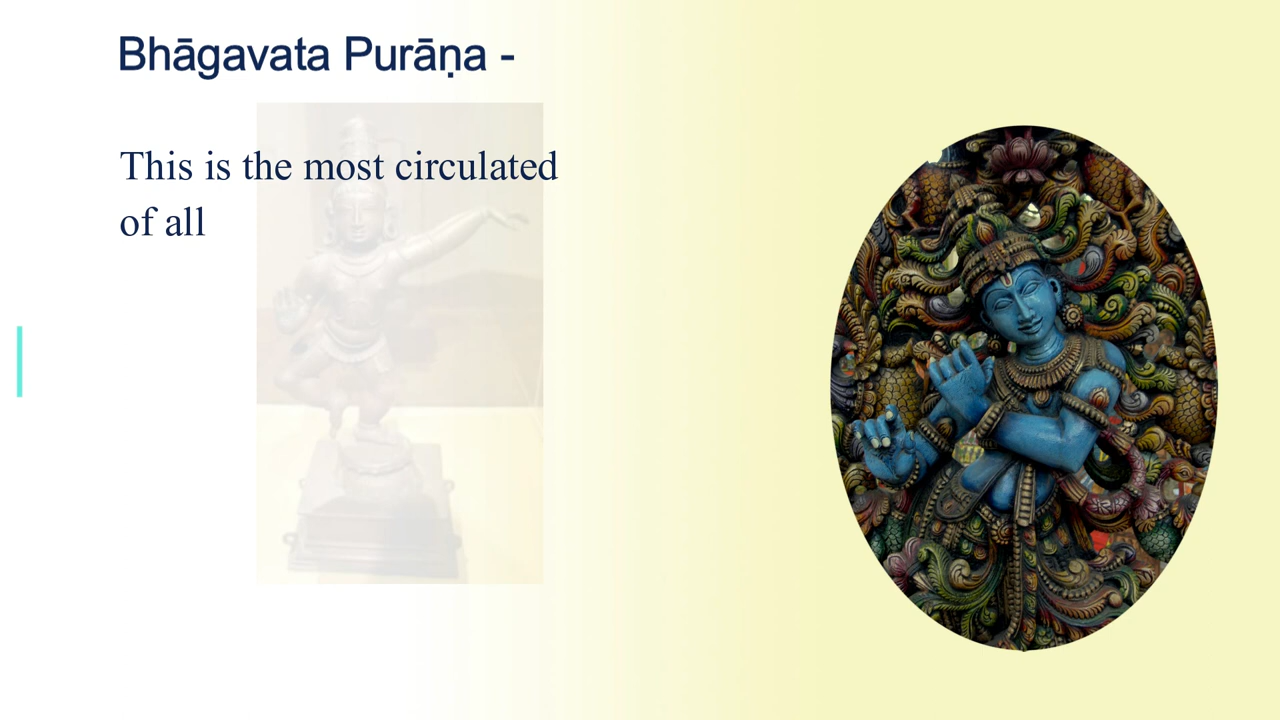 Bhāgavata Purāṇa -
This is the most circulated
of all